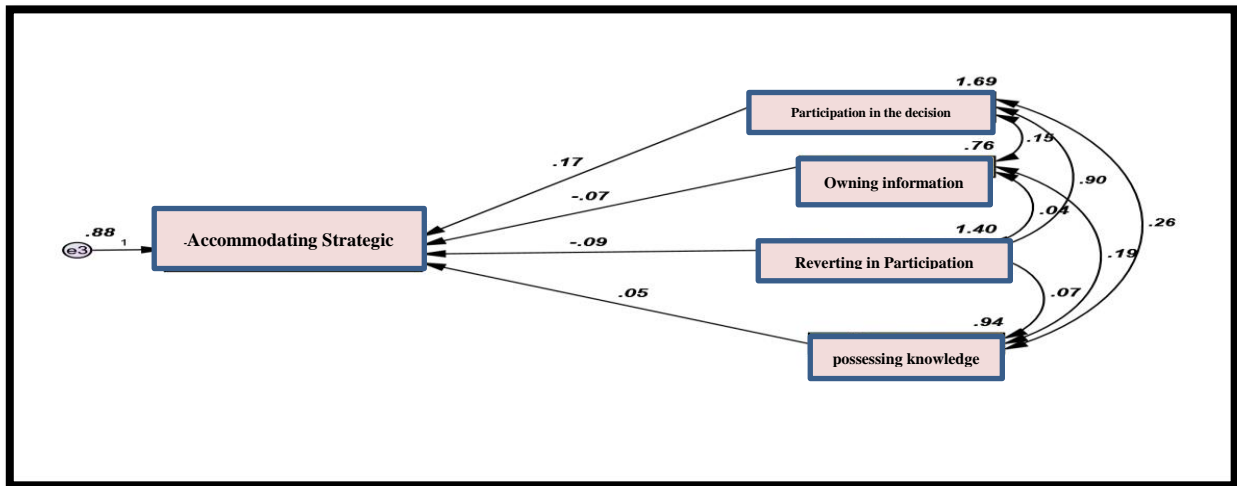 1.69
Participation in the decision
.15
.76
.17
Owning information
.90
-.07
.04
.26
.88
1
-Accommodating Strategic
1.40
e3
-.09
.19
Reverting in Participation
.05
.07
.94
possessing knowledge